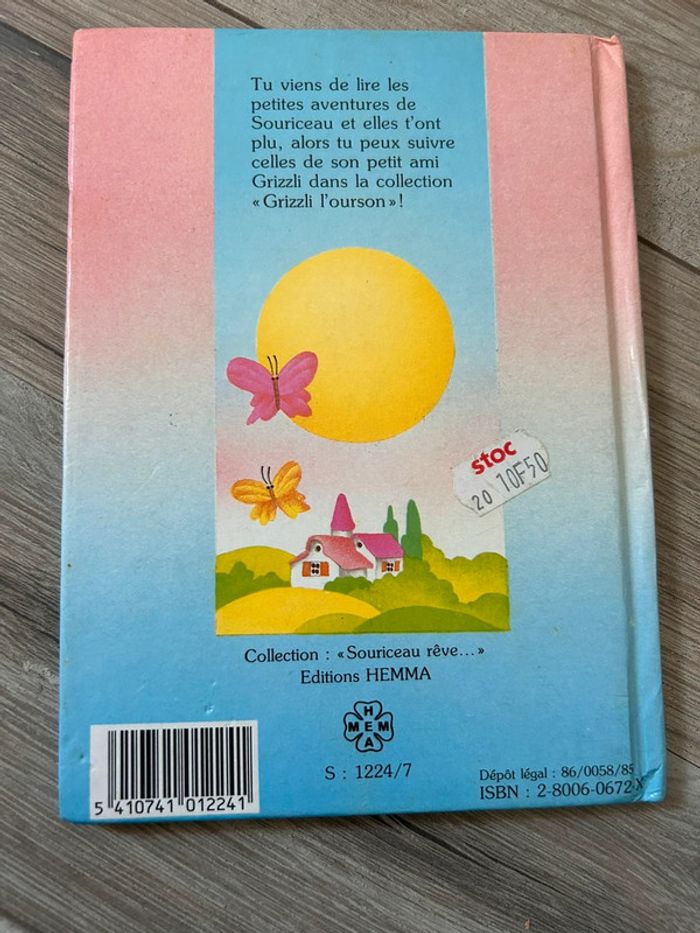 Tu viens de lire les
petites aventures de
Souriceau et elles t'ont
plu, alors tu peux suivre
celles de son petit ami
Grizzli dans la collection
« Grizzli l'ourson » !
stoc
20 10F50
Collection : « Souriceau rêve... »
Editions HEMMA
HEMMA
S : 1224/7
Dépôt légal : 86/0058/85
ISBN : 2-8006-0672-X
5 410741 012241